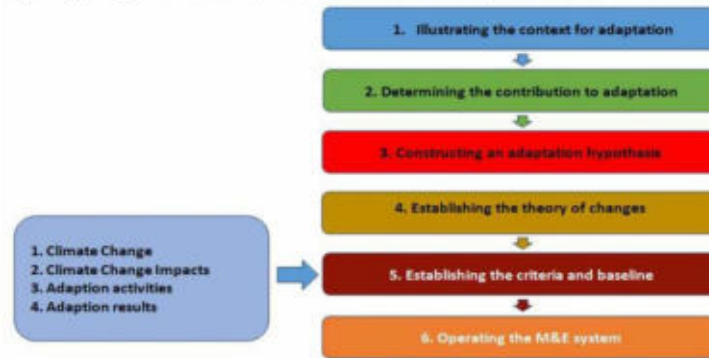 1. Illustrating the context for adaptation
2. Determining the contribution to adaptation
3. Constructing an adaptation hypothesis
4. Establishing the theory of changes
1. Climate Change
2. Climate Change Impacts
3. Adaption activities
4. Adaption results
5. Establishing the criteria and baseline
6. Operating the M&E system